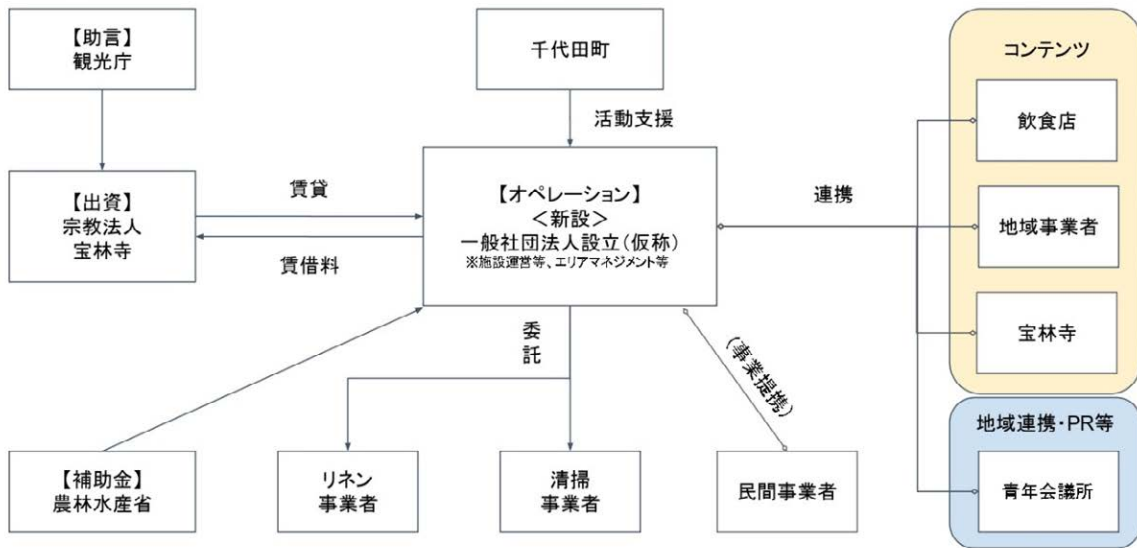 【助言】
観光庁
千代田町
コンテンツ
活動支援
飲食店
【出資】
宗教法人
宝林寺
賃貸
賃借料
【オペレーション】
<新設>
一般社団法人設立(仮称)
※施設運営等、エリアマネジメント等
連携
地域事業者
宝林寺
委
託
(事業提携)
地域連携・PR等
【補助金】
農林水産省
リネン
事業者
清掃
事業者
民間事業者
青年会議所